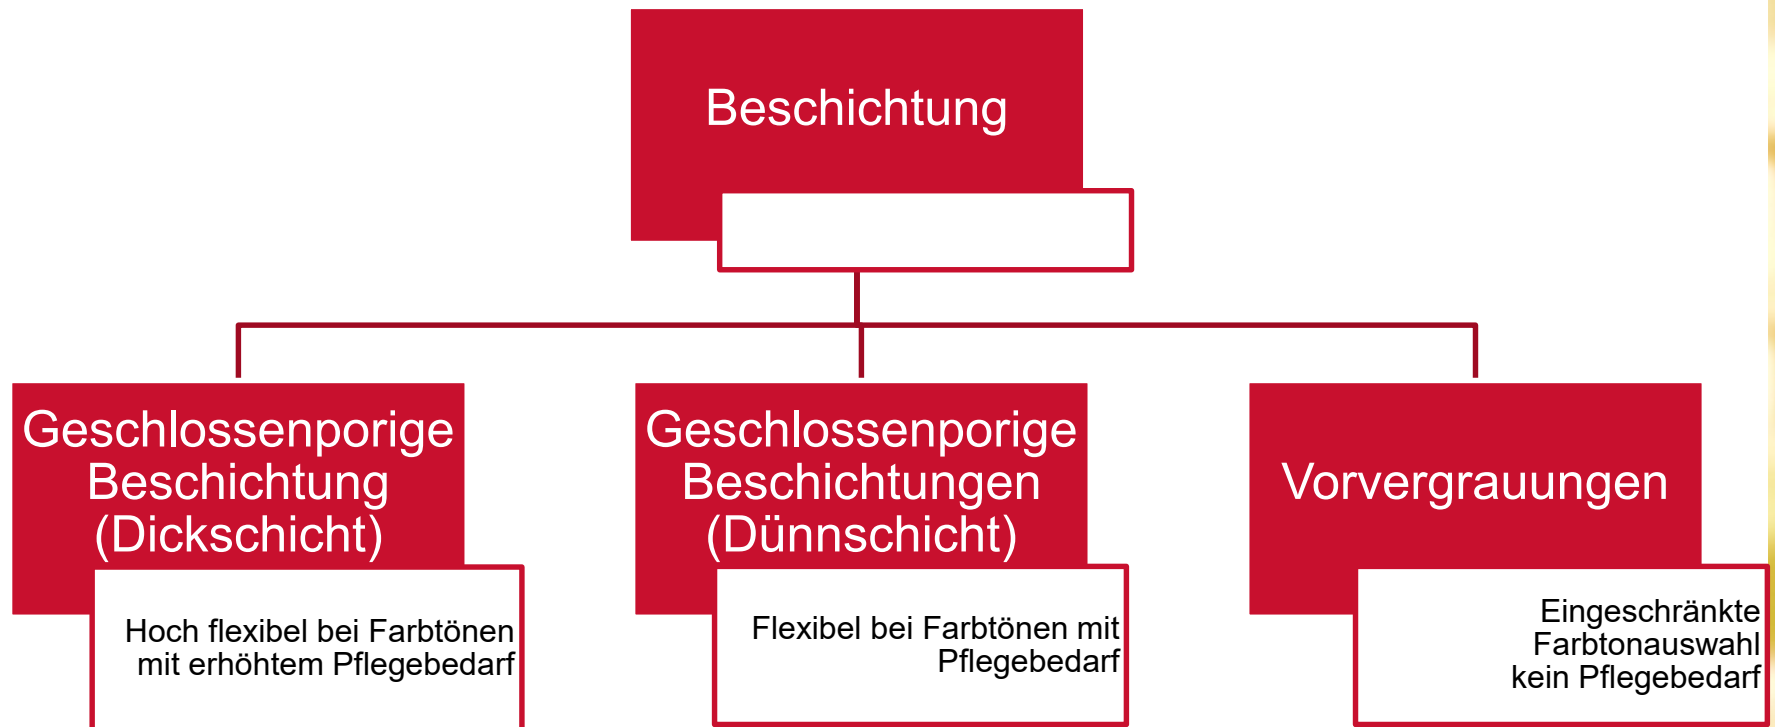 Beschichtung
Geschlossenporige
Beschichtung
(Dickschicht)
Hoch flexibel bei Farbtönen
mit erhöhtem Pflegebedarf
Geschlossenporige
Beschichtungen
(Dünnschicht)
Flexibel bei Farbtönen mit
Pflegebedarf
Vorvergrauungen
Eingeschränkte
Farbtonauswahl
kein Pflegebedarf